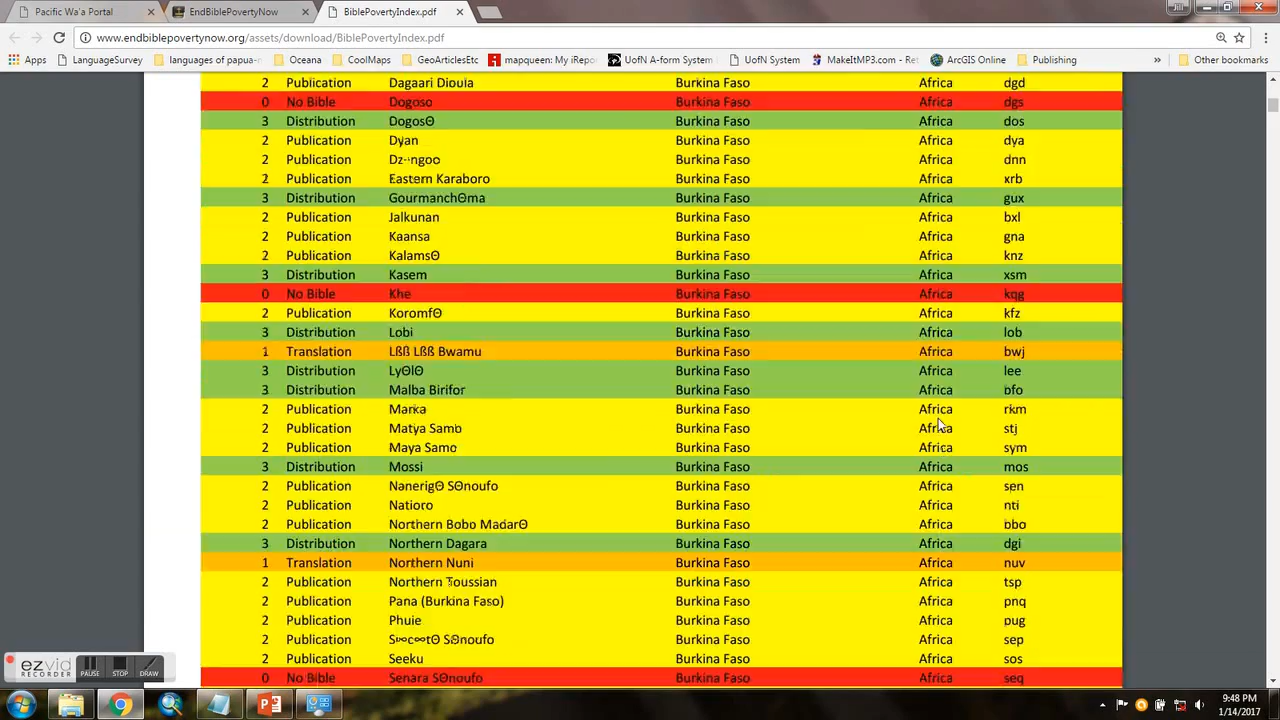 Pacific Wa'a Portal
EndBiblePovertyNow
BiblePovertyIndex.pdf
Jill
www.endbiblepovertynow.org/assets/download/BiblePovertyIndex.pdf
Apps LanguageSurvey languages of papua-n Oceana CoolMaps GeoArticlesEtc mapqueen: My iRepor UofN A-form System UofN System MakeItMP3.com - Rec ArcGIS Online Publishing » Other bookmarks
2 Publication Dagaari Dioula Burkina Faso Africa dgd
0 No Bible Dogoso Burkina Faso Africa dgs
3 Distribution DogosΘ Burkina Faso Africa dos
2 Publication Dyan Burkina Faso Africa dya
2 Publication Burkina Faso Africa dnn
2 Publication Eastern Karaboro Burkina Faso Africa xrb
3 Distribution GourmanchΘma Burkina Faso Africa gux
2 Publication Jalkunan Burkina Faso Africa bxl
2 Publication Kaansa Burkina Faso Africa gna
2 Publication KalamsΘ Burkina Faso Africa knz
3 Distribution Kasem Burkina Faso Africa xsm
0 No Bible Khe Burkina Faso Africa kqg
2 Publication KoromfΘ Burkina Faso Africa kfz
3 Distribution Lobi Burkina Faso Africa lob
1 Translation Lßß Lßß Bwamu Burkina Faso Africa bwj
3 Distribution LyΘlΘ Burkina Faso Africa lee
3 Distribution Malba Birifor Burkina Faso Africa bfo
2 Publication Marka Burkina Faso Africa rkm
2 Publication Matya Samo Burkina Faso Africa stj
2 Publication Maya Samo Burkina Faso Africa sym
3 Distribution Mossi Burkina Faso Africa mos
2 Publication NanerigΘ SΘnoufo Burkina Faso Africa sen
2 Publication Natioro Burkina Faso Africa nti
2 Publication Northern Bobo MadarΘ Burkina Faso Africa bbo
3 Distribution Northern Dagara Burkina Faso Africa dgi
1 Translation Northern Nuni Burkina Faso Africa nuv
2 Publication Northern Toussian Burkina Faso Africa tsp
2 Publication Pana (Burkina Faso) Burkina Faso Africa pnq
2 Publication Phuie Burkina Faso Africa pug
2 Publication S∞c∞tΘ SΘnoufo Burkina Faso Africa sep
2 Publication Seeku Burkina Faso Africa sos
0 No Bible Senara SΘnoufo Burkina Faso Africa seq
ezvid
RECORDER
PAUSE STOP DRAW
9:48 PM
1/14/2017